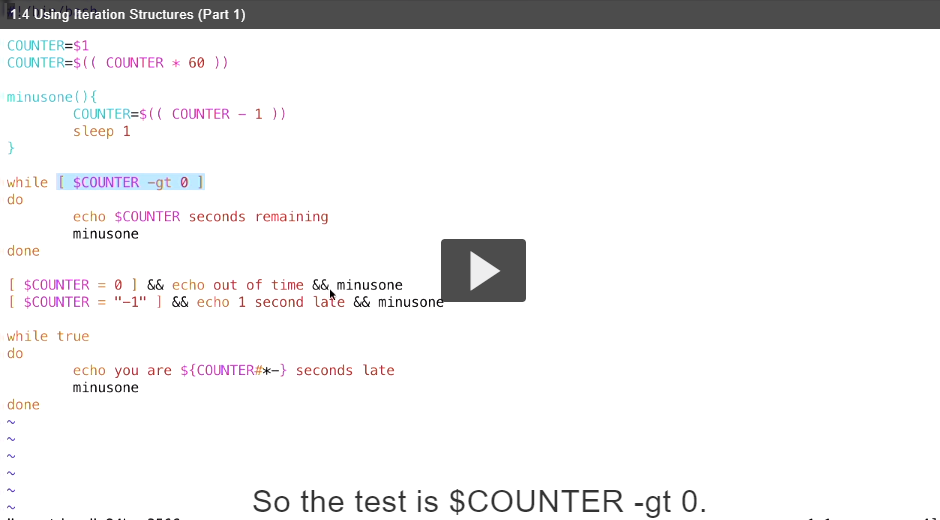 1.4 Using Iteration Structures (Part 1)
COUNTER=$1
COUNTER=$(( COUNTER * 60 ))
minusone(){
COUNTER=$(( COUNTER - 1 ))
sleep 1
}
while [ $COUNTER -gt 0 ]
do
echo $COUNTER seconds remaining
minusone
done
[ $COUNTER = 0 ] && echo out of time && minusone
[ $COUNTER = "-1" ] && echo 1 second late && minusone
while true
do
echo you are ${COUNTER#*-} seconds late
minusone
done
~
~
~
~
~
~
So the test is $COUNTER -gt 0.